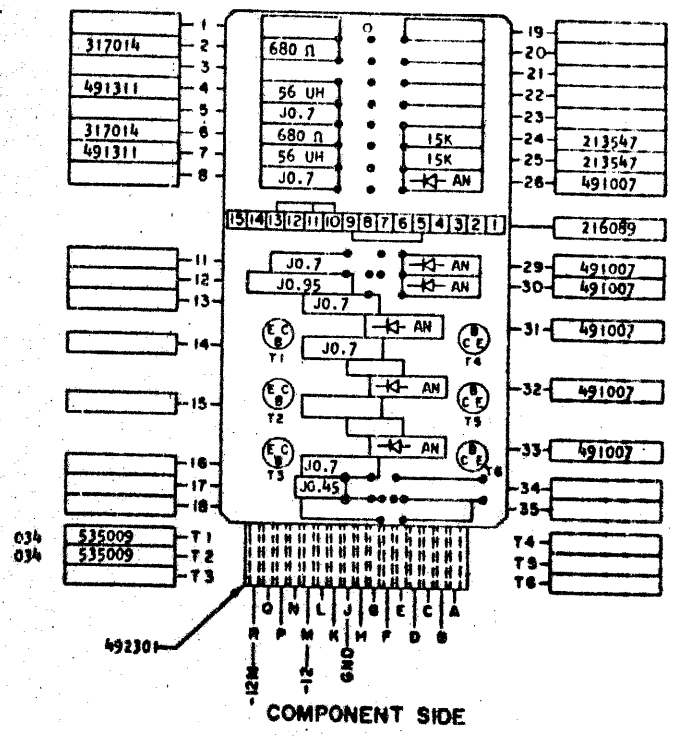 1
317014 2 680 Ω
3
491311 4 56 UH
5 J0.7
317014 6 680 Ω
491311 7 56 UH
8 J0.7
19
20
21
22
23
15K 24 213547
15K 25 213547
AN 26 491007
15 14 13 12 11 10 9 8 7 6 5 4 3 2 1
216089
11 J0.7 AN 29 491007
12 J0.95 AN 30 491007
13 J0.7
AN 31 491007
E C B T1
B C E T4
14 J0.7
AN 32 491007
E C B T2
B C E T5
15
AN 33 491007
E C B T3
B C E T6
16 J0.7
17 J0.45 34
18 35
034 535009 T1
034 535009 T2
T3
T4
T5
T6
492301
Q N L J G E C A
R P M K H F D B
-12M -12 GND
COMPONENT SIDE